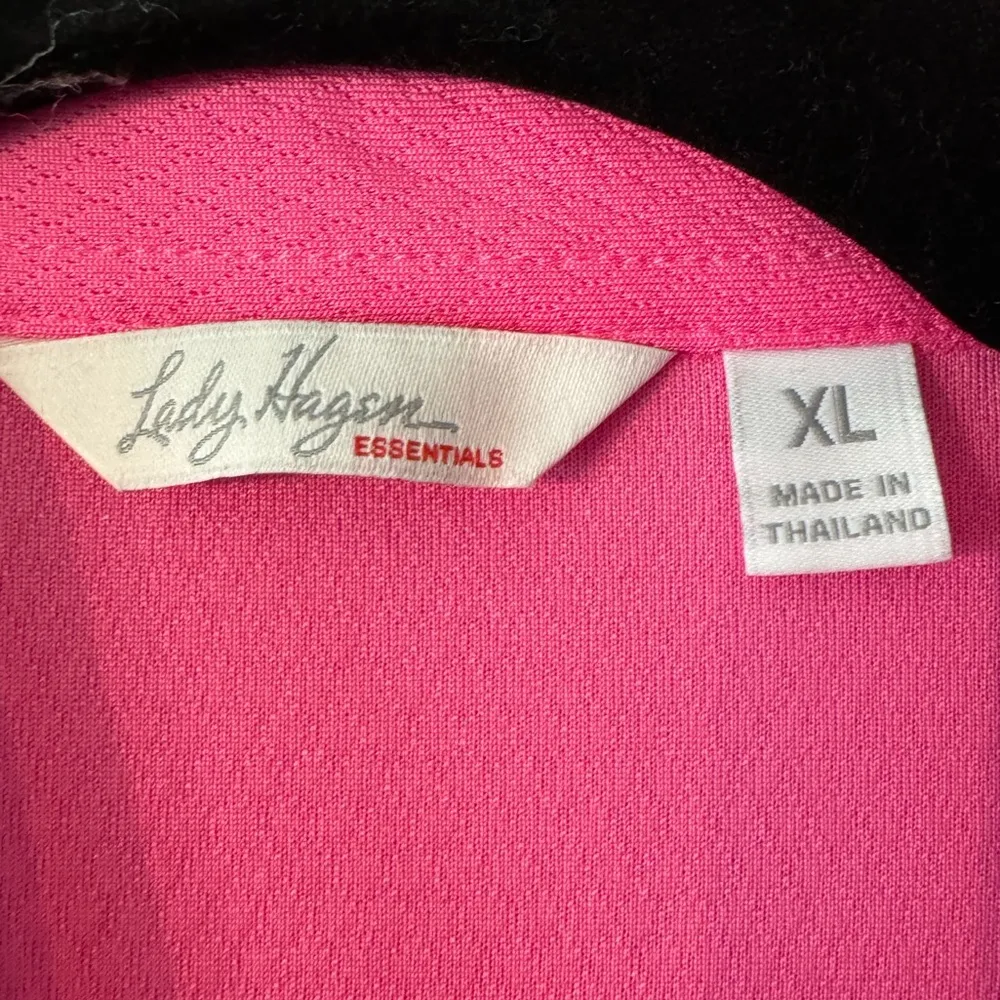 Lady Hagen
ESSENTIALS
XL
MADE IN
THAILAND